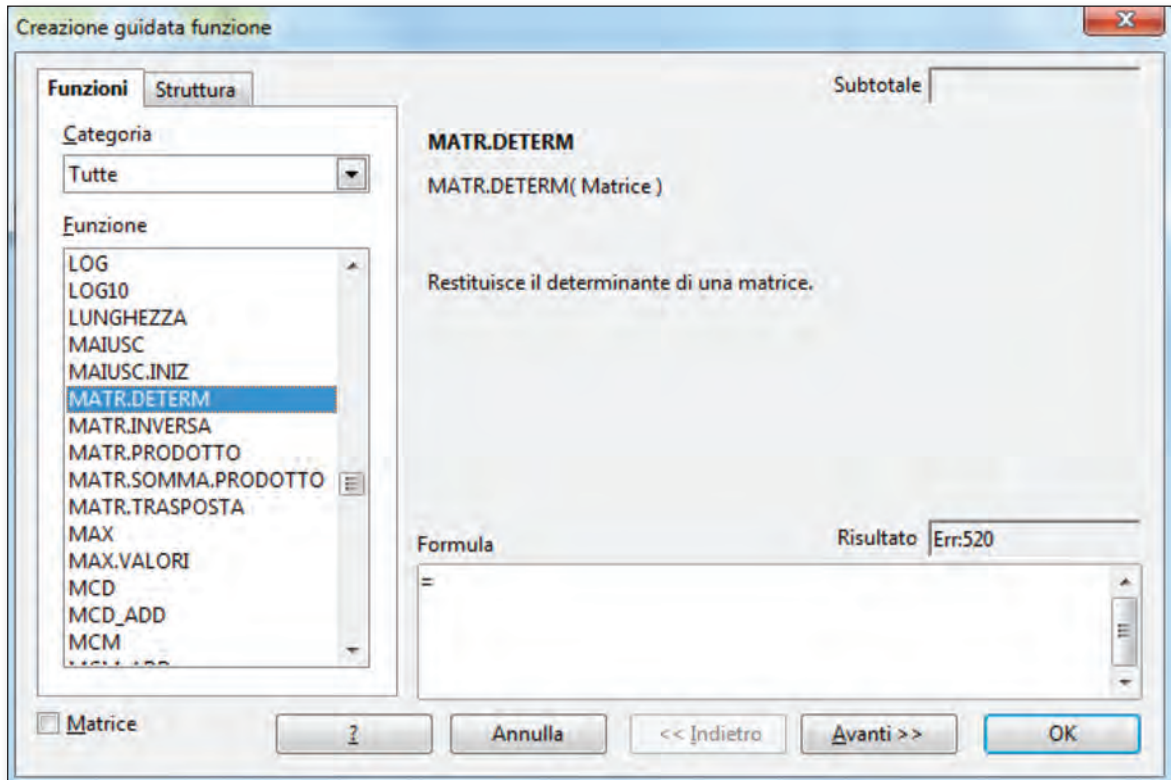 Creazione guidata funzione
Funzioni
Struttura
Subtotale
Categoria
Tutte
MATR.DETERM
MATR.DETERM( Matrice )
Funzione
LOG
LOG10
LUNGHEZZA
MAIUSC
MAIUSC.INIZ
MATR.DETERM
MATR.INVERSA
MATR.PRODOTTO
MATR.SOMMA.PRODOTTO
MATR.TRASPOSTA
MAX
MAX.VALORI
MCD
MCD_ADD
MCM
Restituisce il determinante di una matrice.
Formula
Risultato Err:520
=
Matrice
?
Annulla
<< Indietro
Avanti >>
OK